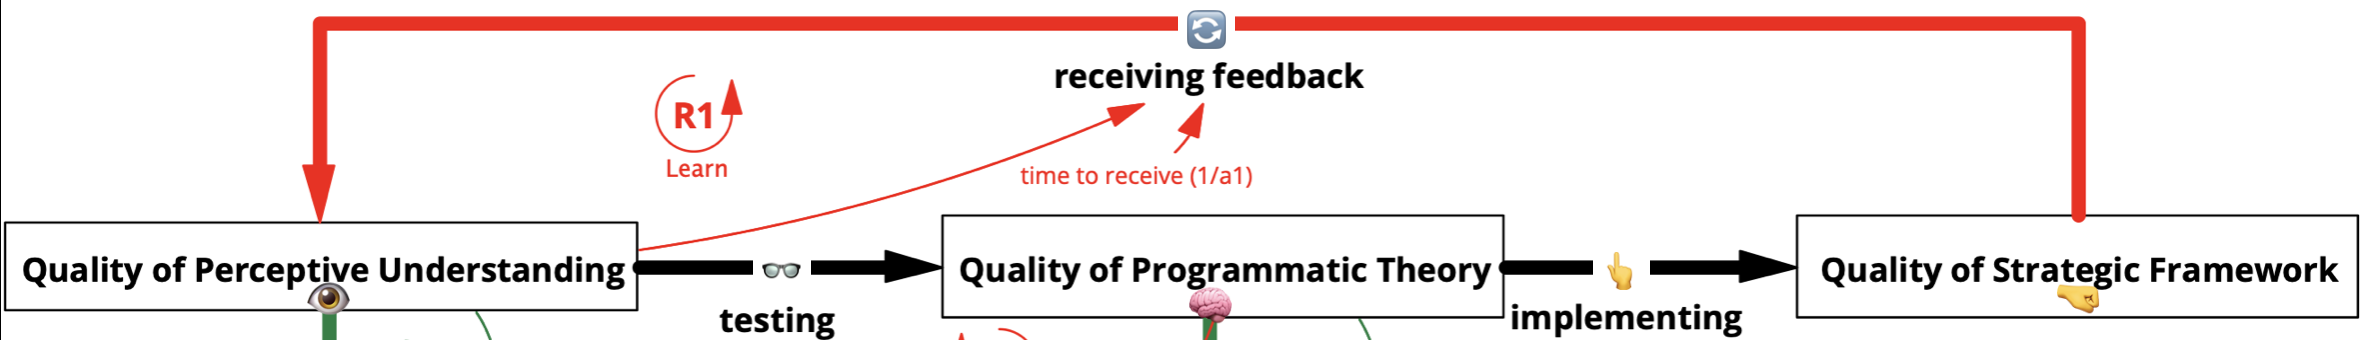 receiving feedback
R1
Learn
time to receive (1/a1)
Quality of Perceptive Understanding
Quality of Programmatic Theory
Quality of Strategic Framework
testing
implementing